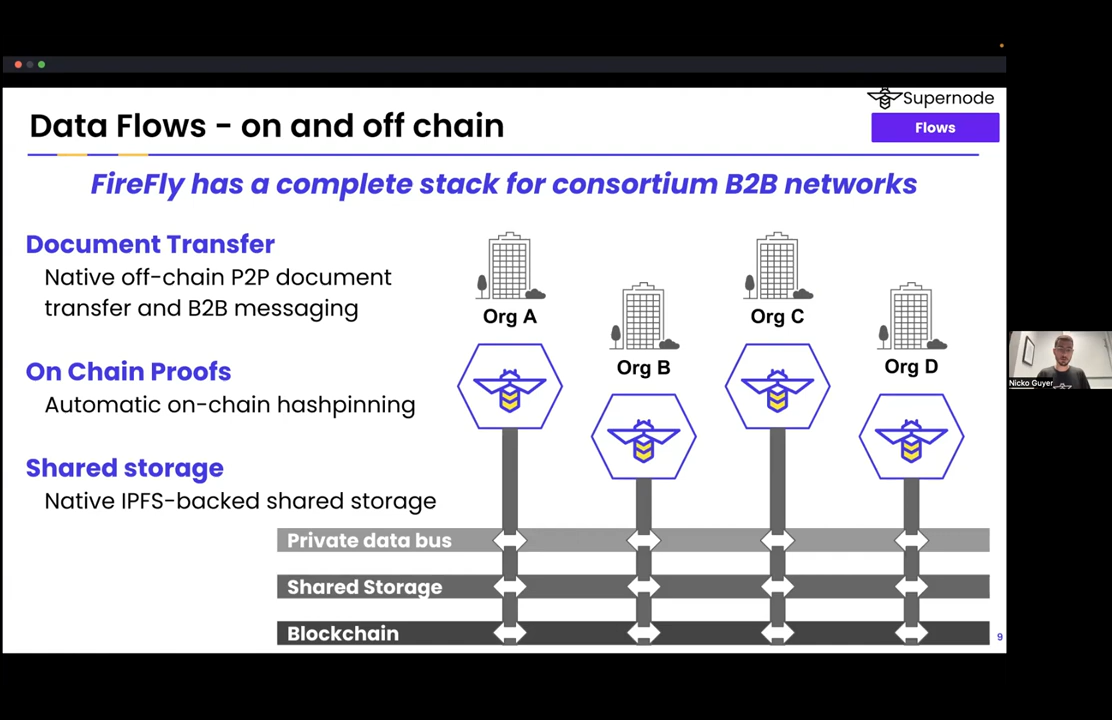 Supernode
Data Flows - on and off chain
Flows
FireFly has a complete stack for consortium B2B networks
Document Transfer
Native off-chain P2P document
transfer and B2B messaging
On Chain Proofs
Automatic on-chain hashpinning
Shared storage
Native IPFS-backed shared storage
Org A
Org B
Org C
Org D
Private data bus
Shared Storage
Blockchain
9
Nicko Guyer